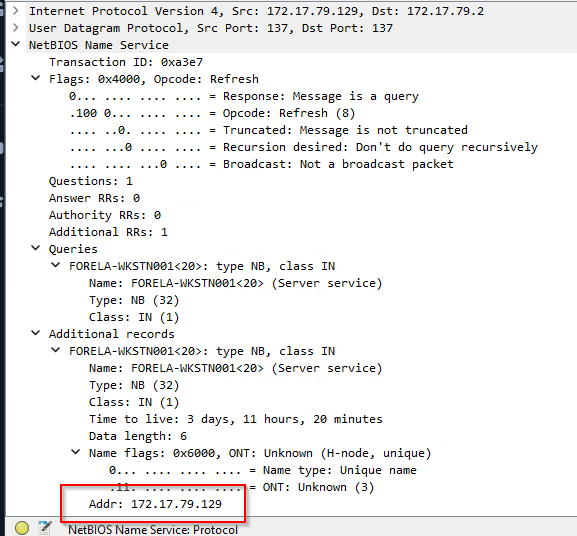 Internet Protocol Version 4, Src: 172.17.79.129, Dst: 172.17.79.2
User Datagram Protocol, Src Port: 137, Dst Port: 137
NetBIOS Name Service
Transaction ID: 0xa3e7
Flags: 0x4000, Opcode: Refresh
0... .... .... .... = Response: Message is a query
.100 0... .... .... = Opcode: Refresh (8)
.... ..0. .... .... = Truncated: Message is not truncated
.... ...0 .... .... = Recursion desired: Don't do query recursively
.... .... ...0 .... = Broadcast: Not a broadcast packet
Questions: 1
Answer RRs: 0
Authority RRs: 0
Additional RRs: 1
Queries
FORELA-WKSTN001<20>: type NB, class IN
Name: FORELA-WKSTN001<20> (Server service)
Type: NB (32)
Class: IN (1)
Additional records
FORELA-WKSTN001<20>: type NB, class IN
Name: FORELA-WKSTN001<20> (Server service)
Type: NB (32)
Class: IN (1)
Time to live: 3 days, 11 hours, 20 minutes
Data length: 6
Name flags: 0x6000, ONT: Unknown (H-node, unique)
0... .... .... .... = Name type: Unique name
.11. .... .... .... = ONT: Unknown (3)
Addr: 172.17.79.129
NetBIOS Name Service: Protocol